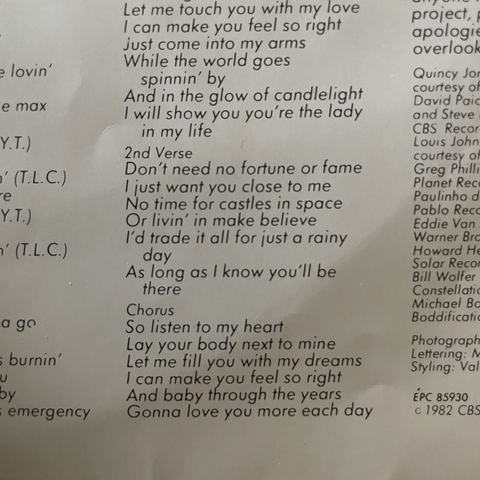 e lovin'
e max
Y.T.)
n' (T.L.C.)
re
Y.T.)
n' (T.L.C.)
a go
s burnin'
u
by
s emergency
Let me touch you with my love
I can make you feel so right
Just come into my arms
While the world goes
spinnin' by
And in the glow of candlelight
I will show you you're the lady
in my life
2nd Verse
Don't need no fortune or fame
I just want you close to me
No time for castles in space
Or livin' in make believe
I'd trade it all for just a rainy
day
As long as I know you'll be
there
Chorus
So listen to my heart
Lay your body next to mine
Let me fill you with my dreams
I can make you feel so right
And baby through the years
Gonna love you more each day
project, p
apologie
overlook
Quincy Jor
courtesy of
David Paic
and Steve
CBS Recor
Louis John
courtesy of
Greg Philli
Planet Rec
Paulinho d
Pablo Reco
Eddie Van
Warner Bro
Howard He
Solar Recor
Bill Wolfer
Constellatio
Michael Bo
Boddificatio
Photograph
Lettering: M
Styling: Val
EPC 85930
c 1982 CBS